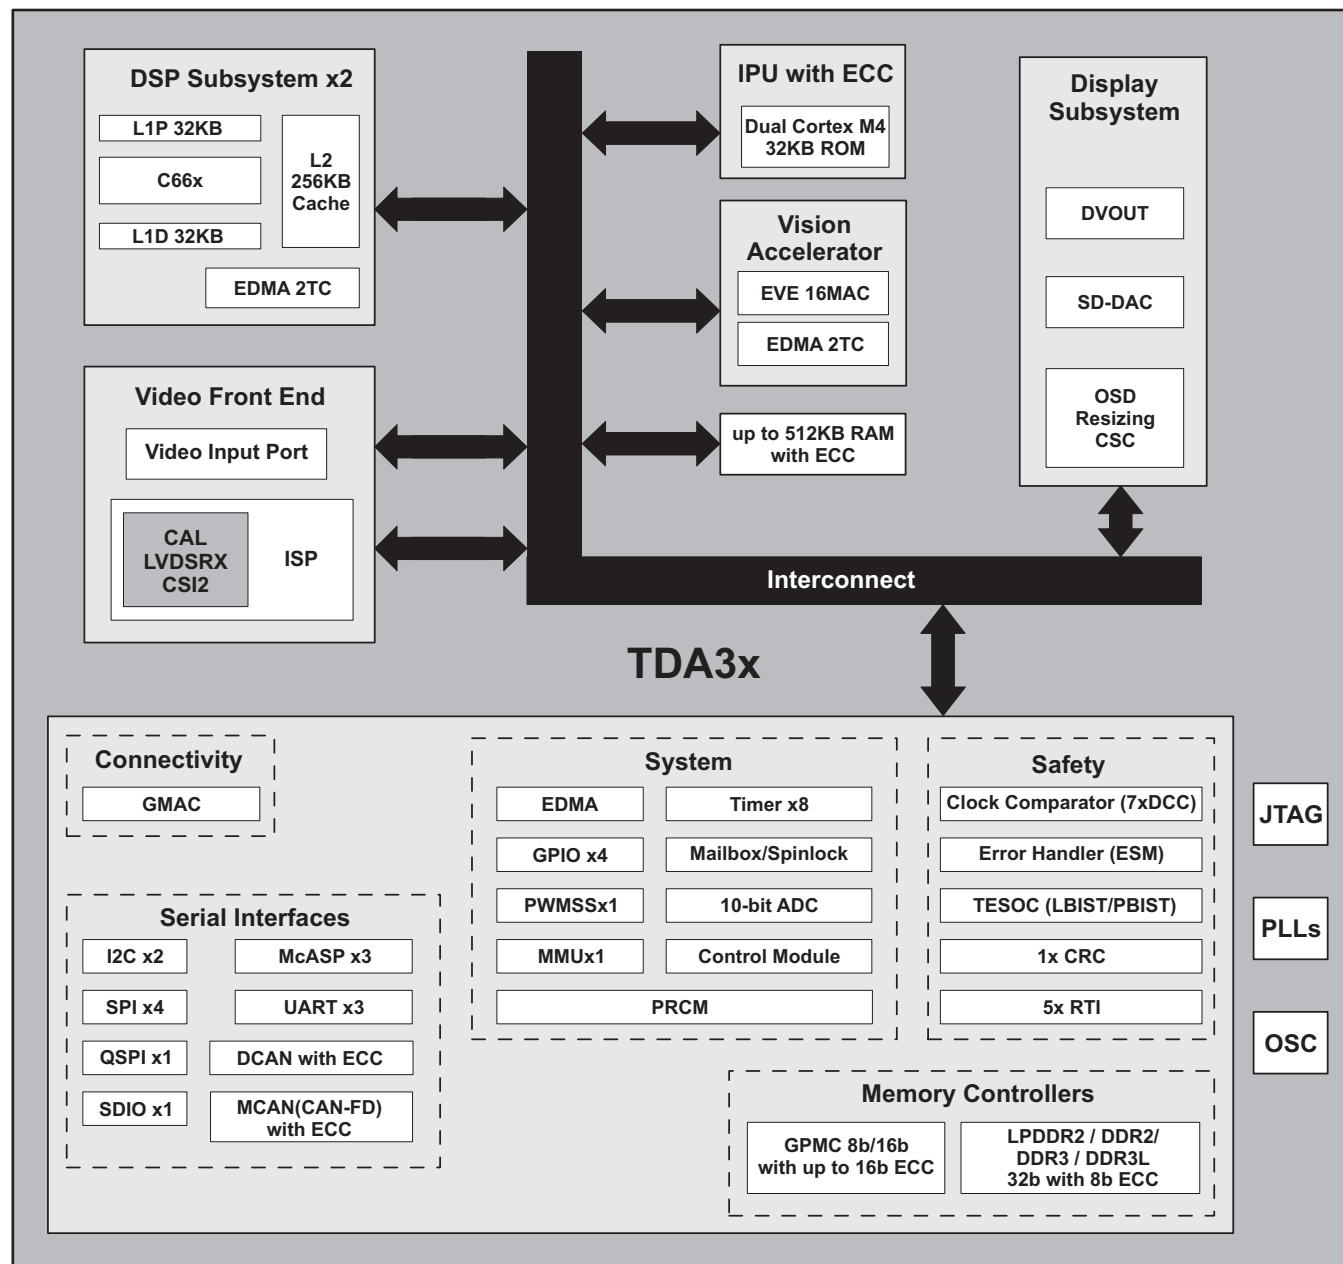 DSP Subsystem x2
L1P 32KB
C66x
L1D 32KB
L2
256KB
Cache
EDMA 2TC
Video Front End
Video Input Port
CAL
LVDSRX
CSI2
ISP
IPU with ECC
Dual Cortex M4
32KB ROM
Vision
Accelerator
EVE 16MAC
EDMA 2TC
up to 512KB RAM
with ECC
Display
Subsystem
DVOUT
SD-DAC
OSD
Resizing
CSC
Interconnect
TDA3x
Connectivity
GMAC
Serial Interfaces
I2C x2
McASP x3
SPI x4
UART x3
QSPI x1
DCAN with ECC
SDIO x1
MCAN(CAN-FD)
with ECC
System
EDMA
Timer x8
GPIO x4
Mailbox/Spinlock
PWMSSx1
10-bit ADC
MMUx1
Control Module
PRCM
Safety
Clock Comparator (7xDCC)
Error Handler (ESM)
TESOC (LBIST/PBIST)
1x CRC
5x RTI
Memory Controllers
GPMC 8b/16b
with up to 16b ECC
LPDDR2 / DDR2/
DDR3 / DDR3L
32b with 8b ECC
JTAG
PLLs
OSC